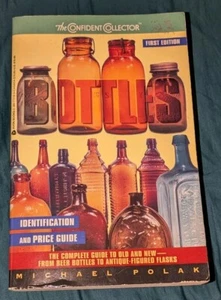 The CONFIDENT COLLECTOR
FIRST EDITION
BOTTLES
IDENTIFICATION
AND PRICE GUIDE
THE COMPLETE GUIDE TO OLD AND NEW—
FROM BEER BOTTLES TO ANTIQUE-FIGURED FLASKS
MICHAEL POLAK